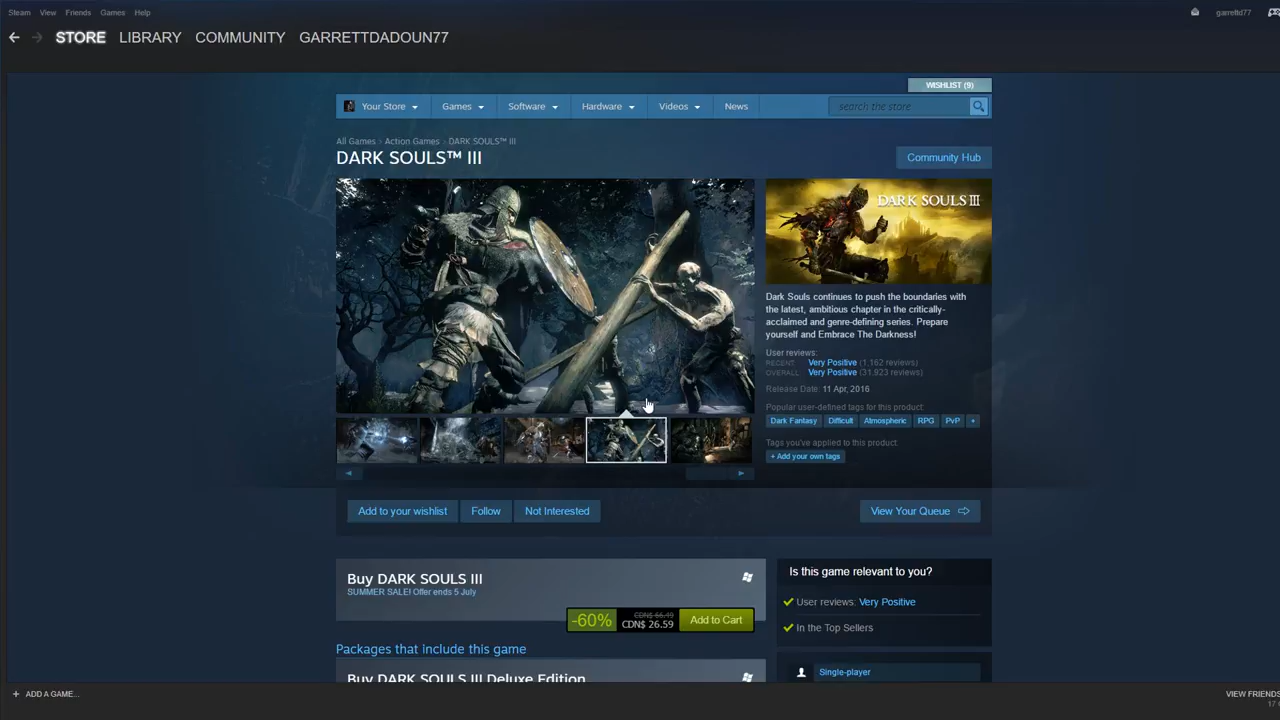 Steam View Friends Games Help
garrettd77
STORE LIBRARY COMMUNITY GARRETTDADOUN77
WISHLIST (9)
Your Store Games Software Hardware Videos News
search the store
All Games > Action Games > DARK SOULS™ III
DARK SOULS™ III
Community Hub
DARK SOULS III
Dark Souls continues to push the boundaries with
the latest, ambitious chapter in the critically-
acclaimed and genre-defining series. Prepare
yourself and Embrace The Darkness!
User reviews:
RECENT: Very Positive (1,162 reviews)
OVERALL: Very Positive (31,923 reviews)
Release Date: 11 Apr, 2016
Popular user-defined tags for this product:
Dark Fantasy Difficult Atmospheric RPG PvP +
Tags you've applied to this product:
+ Add your own tags
Add to your wishlist Follow Not Interested
View Your Queue
Buy DARK SOULS III
SUMMER SALE! Offer ends 5 July
-60% CDN$ 66.49 CDN$ 26.59 Add to Cart
Is this game relevant to you?
User reviews: Very Positive
In the Top Sellers
Packages that include this game
Buy DARK SOULS III Deluxe Edition
Single-player
+ ADD A GAME...
VIEW FRIENDS